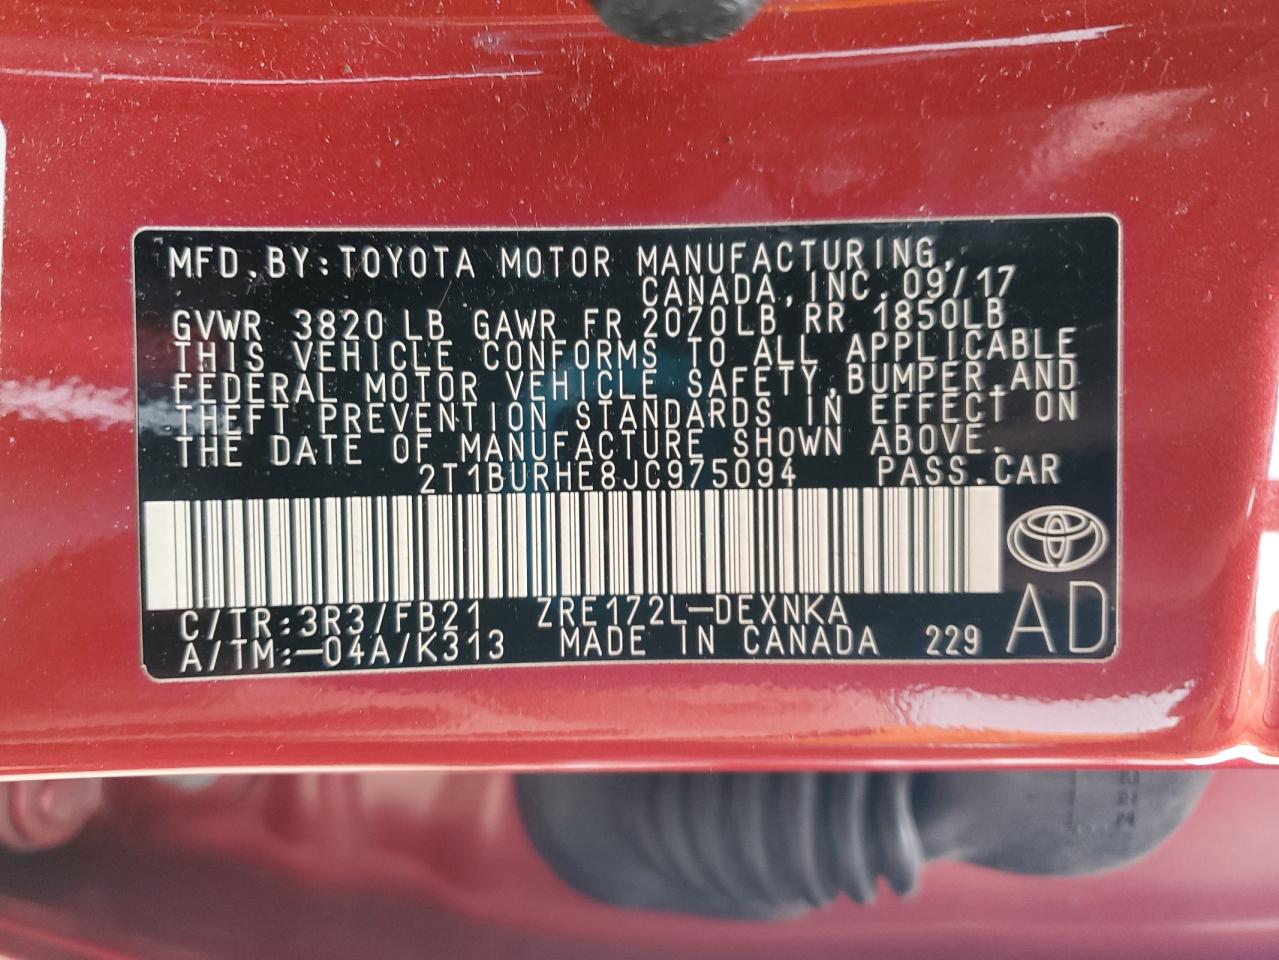 MFD.BY:TOYOTA MOTOR MANUFACTURING,
CANADA,INC.09/17
GVWR 3820LB GAWR FR 2070LB RR 1850LB
THIS VEHICLE CONFORMS TO ALL APPLICABLE
FEDERAL MOTOR VEHICLE SAFETY,BUMPER,AND
THEFT PREVENTION STANDARDS IN EFFECT ON
THE DATE OF MANUFACTURE SHOWN ABOVE.
2T1BURHE8JC975094 PASS.CAR
C/TR:3R3/FB21 ZRE172L-DEXNKA
A/TM:-04A/K313 MADE IN CANADA 229 AD